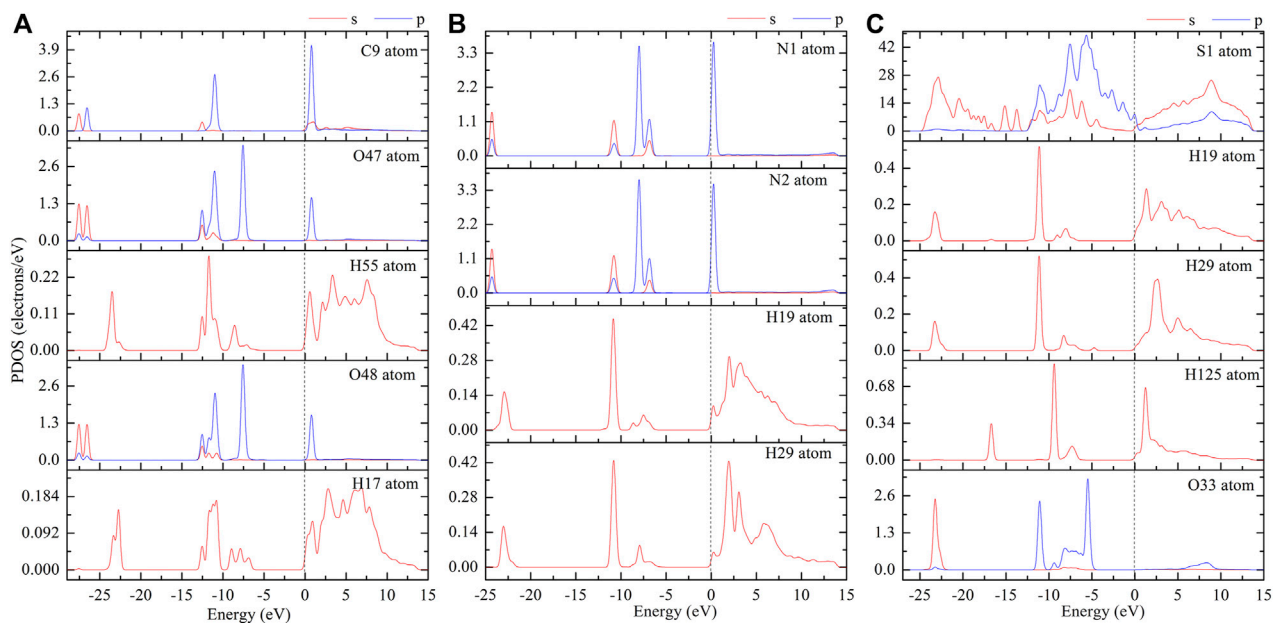 A
s p
C9 atom
3.9
2.6
1.3
0.0
O47 atom
2.6
1.3
0.0
H55 atom
0.22
0.11
0.00
O48 atom
2.6
1.3
0.0
H17 atom
0.184
0.092
0.000
-25 -20 -15 -10 -5 0 5 10 15
Energy (eV)
PDOS (electrons/eV)
B
s p
N1 atom
3.3
2.2
1.1
0.0
N2 atom
3.3
2.2
1.1
0.0
H19 atom
0.42
0.28
0.14
0.00
H29 atom
0.42
0.28
0.14
0.00
-25 -20 -15 -10 -5 0 5 10 15
Energy (eV)
C
s p
S1 atom
42
28
14
0
H19 atom
0.4
0.2
0.0
H29 atom
0.4
0.2
0.0
H125 atom
0.68
0.34
0.00
O33 atom
2.6
1.3
0.0
-25 -20 -15 -10 -5 0 5 10 15
Energy (eV)